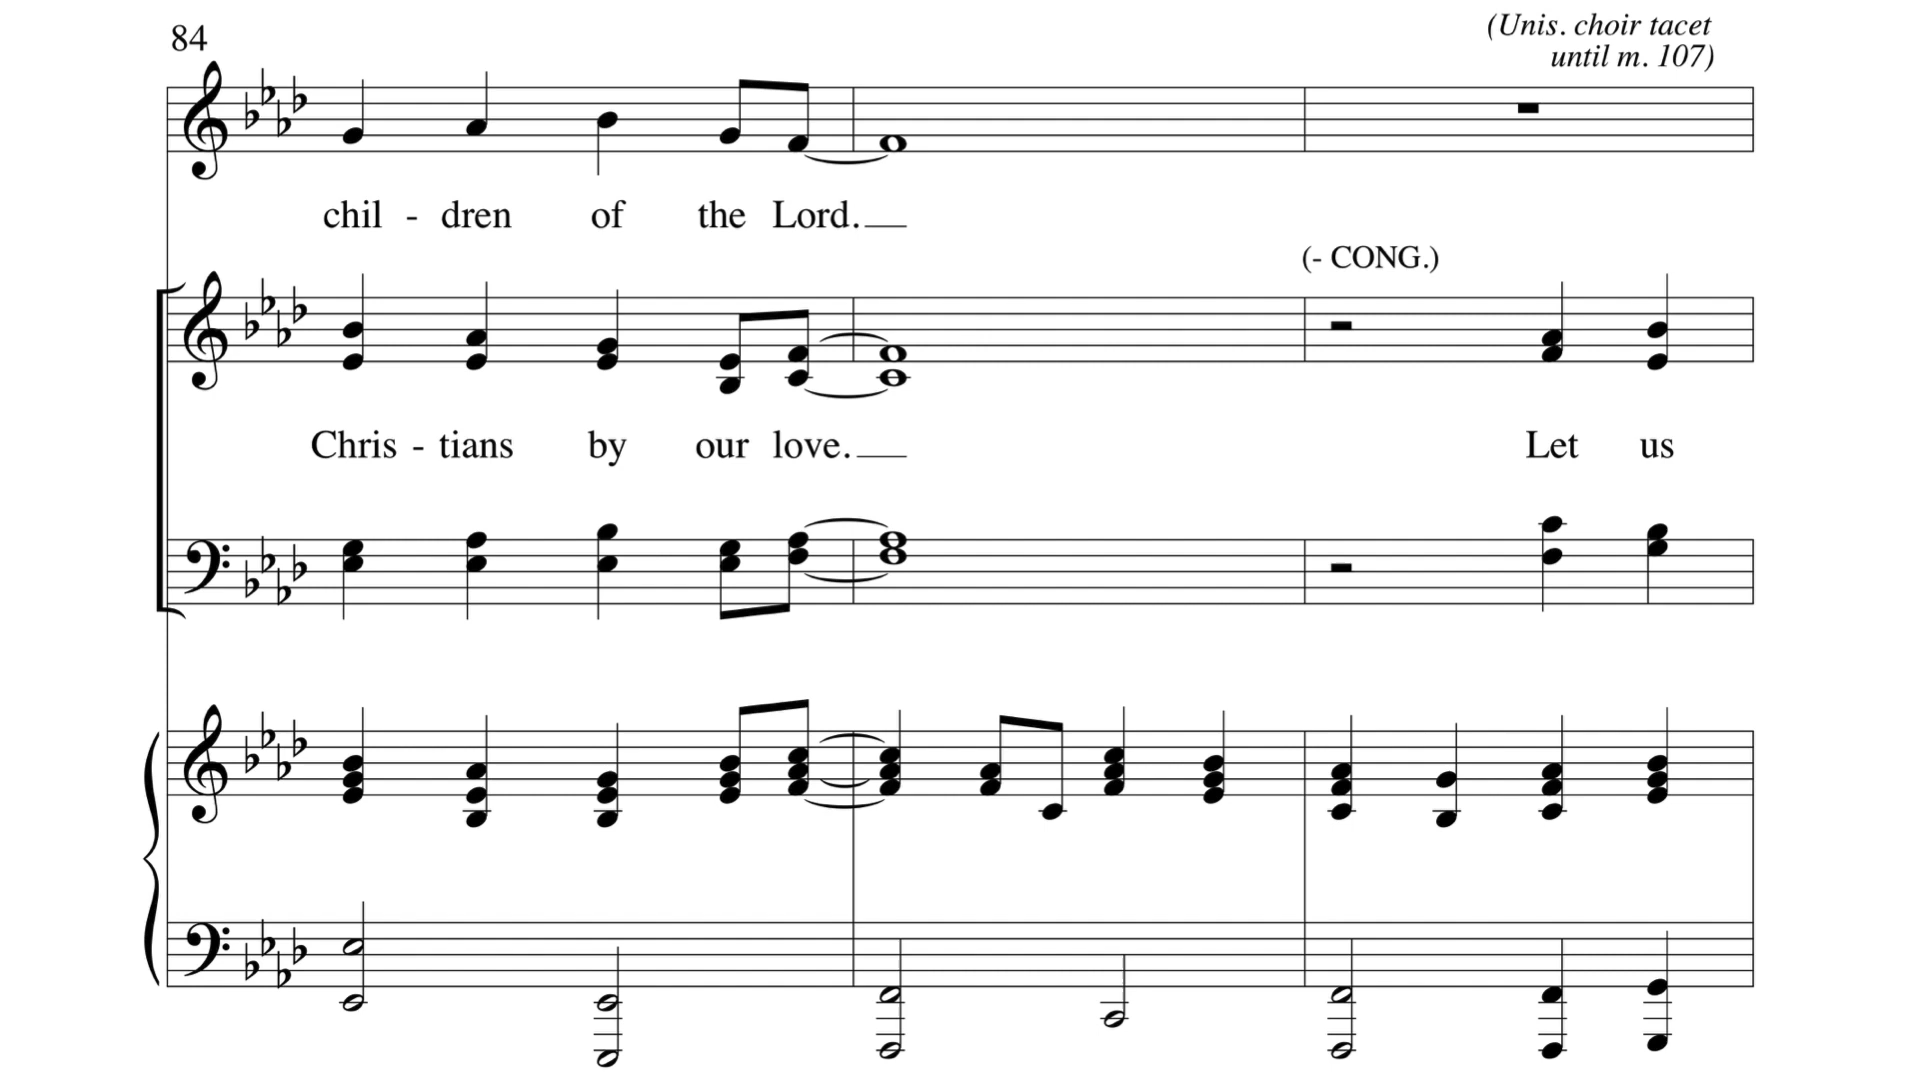 84
(Unis. choir tacet
until m. 107)
chil - dren of the Lord.
(- CONG.)
Chris - tians by our love. Let us